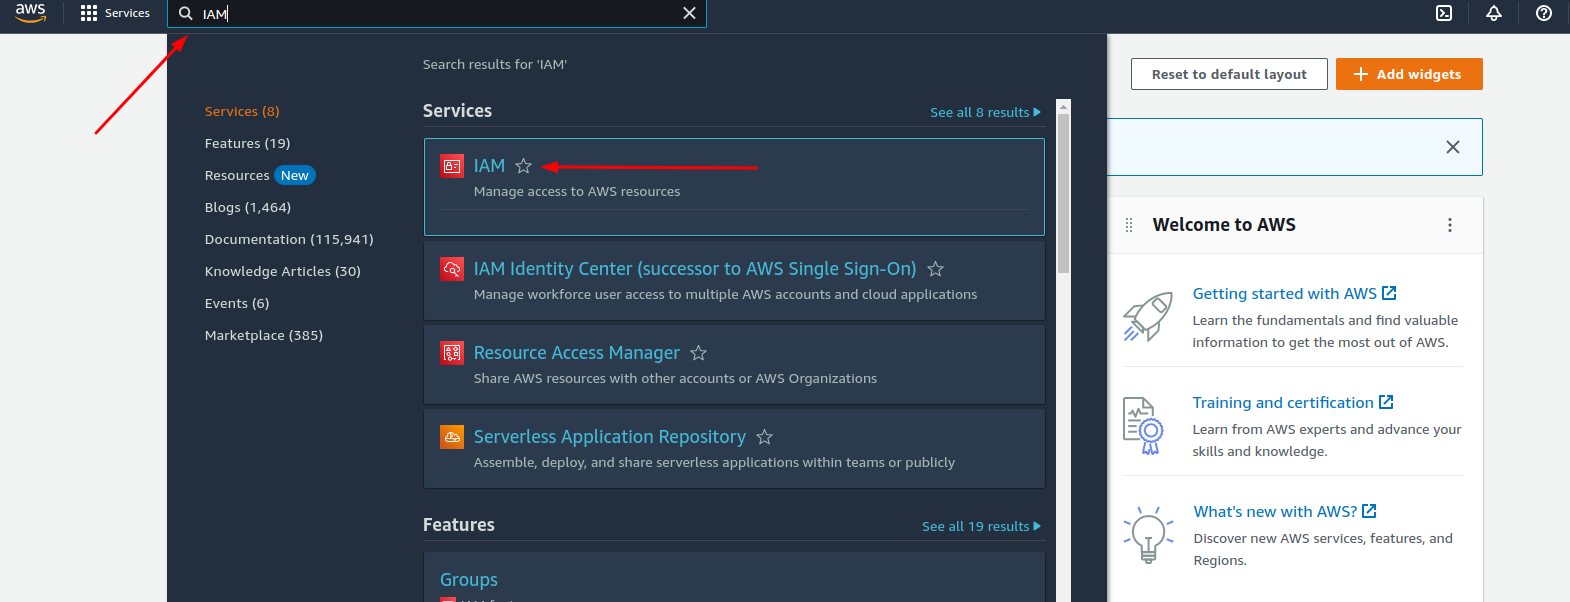 aws
Services
IAM
Search results for 'IAM'
Reset to default layout
Add widgets
Services (8)
Features (19)
Resources New
Blogs (1,464)
Documentation (115,941)
Knowledge Articles (30)
Events (6)
Marketplace (385)
Services
See all 8 results
IAM
Manage access to AWS resources
IAM Identity Center (successor to AWS Single Sign-On)
Manage workforce user access to multiple AWS accounts and cloud applications
Resource Access Manager
Share AWS resources with other accounts or AWS Organizations
Serverless Application Repository
Assemble, deploy, and share serverless applications within teams or publicly
Features
See all 19 results
Groups
Welcome to AWS
Getting started with AWS
Learn the fundamentals and find valuable
information to get the most out of AWS.
Training and certification
Learn from AWS experts and advance your
skills and knowledge.
What's new with AWS?
Discover new AWS services, features, and
Regions.